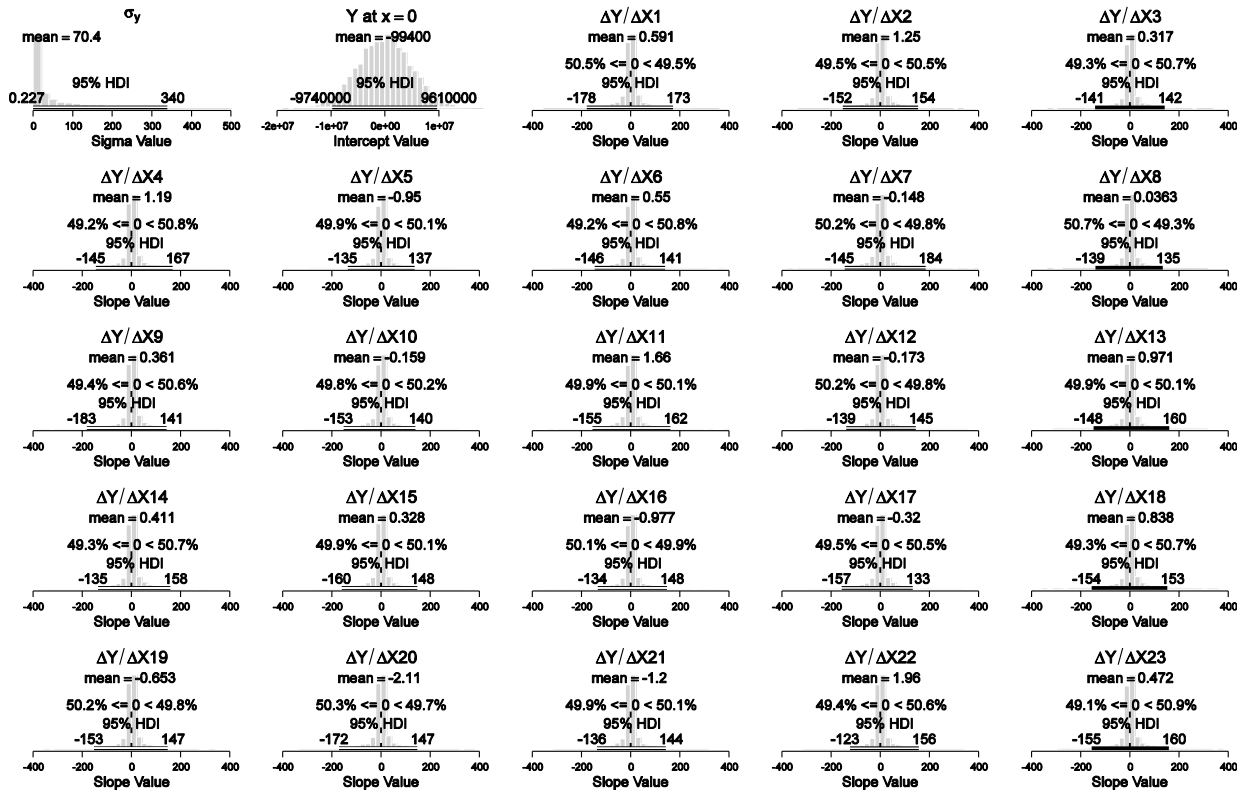 σy
mean = 70.4
95% HDI
0.227 340
0 100 200 300 400 500
Sigma Value
Y at x = 0
mean = -99400
95% HDI
-9740000 9610000
-2e+07 -1e+07 0e+00 1e+07
Intercept Value
ΔY/ΔX1
mean = 0.591
50.5% <= 0 < 49.5%
95% HDI
-178 173
-400 -200 0 200 400
Slope Value
ΔY/ΔX2
mean = 1.25
49.5% <= 0 < 50.5%
95% HDI
-152 154
-400 -200 0 200 400
Slope Value
ΔY/ΔX3
mean = 0.317
49.3% <= 0 < 50.7%
95% HDI
-141 142
-400 -200 0 200 400
Slope Value
ΔY/ΔX4
mean = 1.19
49.2% <= 0 < 50.8%
95% HDI
-145 167
-400 -200 0 200 400
Slope Value
ΔY/ΔX5
mean = -0.95
49.9% <= 0 < 50.1%
95% HDI
-135 137
-400 -200 0 200 400
Slope Value
ΔY/ΔX6
mean = 0.55
49.2% <= 0 < 50.8%
95% HDI
-146 141
-400 -200 0 200 400
Slope Value
ΔY/ΔX7
mean = -0.148
50.2% <= 0 < 49.8%
95% HDI
-145 184
-400 -200 0 200 400
Slope Value
ΔY/ΔX8
mean = 0.0363
50.7% <= 0 < 49.3%
95% HDI
-139 135
-400 -200 0 200 400
Slope Value
ΔY/ΔX9
mean = 0.361
49.4% <= 0 < 50.6%
95% HDI
-183 141
-400 -200 0 200 400
Slope Value
ΔY/ΔX10
mean = -0.159
49.8% <= 0 < 50.2%
95% HDI
-153 140
-400 -200 0 200 400
Slope Value
ΔY/ΔX11
mean = 1.66
49.9% <= 0 < 50.1%
95% HDI
-155 162
-400 -200 0 200 400
Slope Value
ΔY/ΔX12
mean = -0.173
50.2% <= 0 < 49.8%
95% HDI
-139 145
-400 -200 0 200 400
Slope Value
ΔY/ΔX13
mean = 0.971
49.9% <= 0 < 50.1%
95% HDI
-148 160
-400 -200 0 200 400
Slope Value
ΔY/ΔX14
mean = 0.411
49.3% <= 0 < 50.7%
95% HDI
-135 158
-400 -200 0 200 400
Slope Value
ΔY/ΔX15
mean = 0.328
49.9% <= 0 < 50.1%
95% HDI
-160 148
-400 -200 0 200 400
Slope Value
ΔY/ΔX16
mean = -0.977
50.1% <= 0 < 49.9%
95% HDI
-134 148
-400 -200 0 200 400
Slope Value
ΔY/ΔX17
mean = -0.32
49.5% <= 0 < 50.5%
95% HDI
-157 133
-400 -200 0 200 400
Slope Value
ΔY/ΔX18
mean = 0.838
49.3% <= 0 < 50.7%
95% HDI
-154 153
-400 -200 0 200 400
Slope Value
ΔY/ΔX19
mean = -0.653
50.2% <= 0 < 49.8%
95% HDI
-153 147
-400 -200 0 200 400
Slope Value
ΔY/ΔX20
mean = -2.11
50.3% <= 0 < 49.7%
95% HDI
-172 147
-400 -200 0 200 400
Slope Value
ΔY/ΔX21
mean = -1.2
49.9% <= 0 < 50.1%
95% HDI
-136 144
-400 -200 0 200 400
Slope Value
ΔY/ΔX22
mean = 1.96
49.4% <= 0 < 50.6%
95% HDI
-123 156
-400 -200 0 200 400
Slope Value
ΔY/ΔX23
mean = 0.472
49.1% <= 0 < 50.9%
95% HDI
-155 160
-400 -200 0 200 400
Slope Value